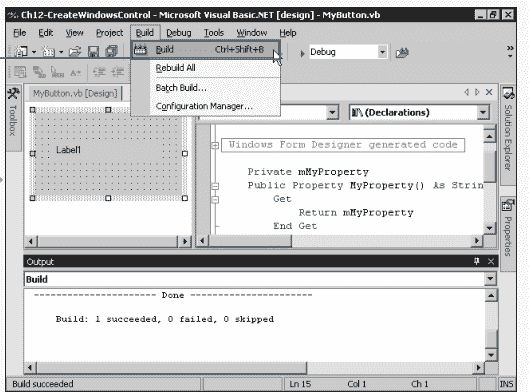 Ch12-CreateWindowsControl - Microsoft Visual Basic.NET [design] - MyButton.vb
File Edit View Project Build Debug Tools Window Help
Build Ctrl+Shift+B
Debug
Rebuild All
Batch Build...
Configuration Manager...
MyButton.vb [Design]
(Declarations)
Toolbox
Solution Explorer
Properties
Label1
Windows Form Designer generated code
Private mMyProperty
Public Property MyProperty() As Strin
Get
Return mMyProperty
End Get
Output
Build
---------------------- Done ----------------------
Build: 1 succeeded, 0 failed, 0 skipped
Build succeeded Ln 15 Col 1 Ch 1 INS